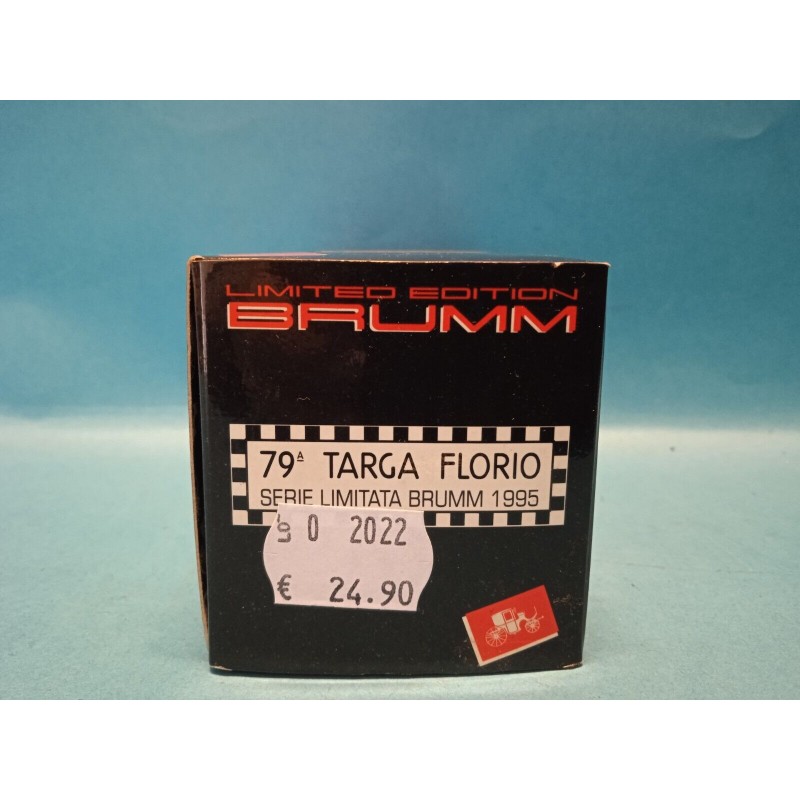 LIMITED EDITION
BRUMM
79ᴬ TARGA FLORIO
SERIE LIMITATA BRUMM 1995
0 2022
€ 24.90